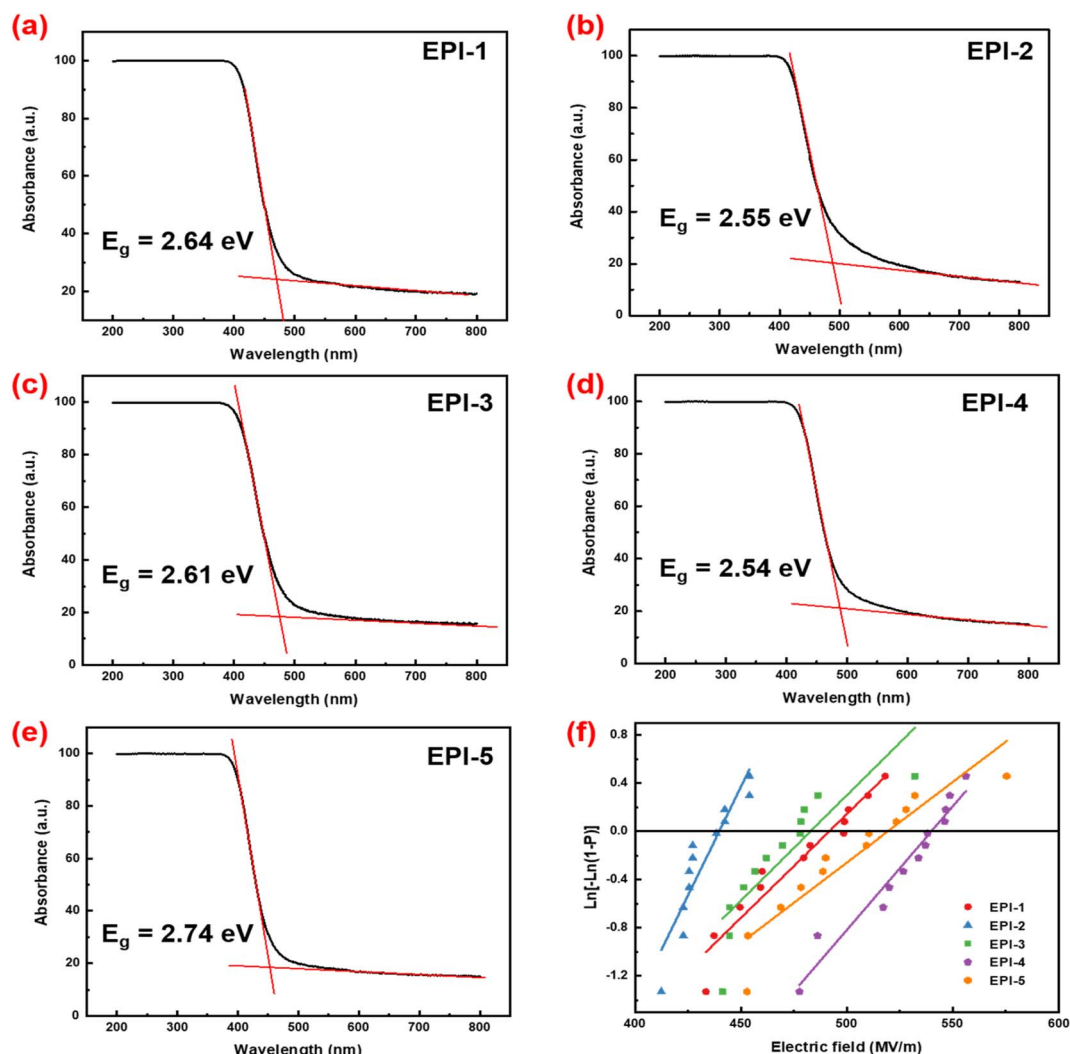 (a)
EPI-1
100
80
60
40
20
Absorbance (a.u.)
E_g = 2.64 eV
200 300 400 500 600 700 800
Wavelength (nm)
(b)
EPI-2
100
80
60
40
20
0
Absorbance (a.u.)
E_g = 2.55 eV
200 300 400 500 600 700 800
Wavelength (nm)
(c)
EPI-3
100
80
60
40
20
0
Absorbance (a.u.)
E_g = 2.61 eV
200 300 400 500 600 700 800
Wavelength (nm)
(d)
EPI-4
100
80
60
40
20
0
Absorbance (a.u.)
E_g = 2.54 eV
200 300 400 500 600 700 800
Wavelength (nm)
(e)
EPI-5
100
80
60
40
20
0
Absorbance (a.u.)
E_g = 2.74 eV
200 300 400 500 600 700 800
Wavelength (nm)
(f)
0.8
0.4
0.0
-0.4
-0.8
-1.2
Ln[-Ln(1-P)]
EPI-1
EPI-2
EPI-3
EPI-4
EPI-5
400 450 500 550 600
Electric field (MV/m)